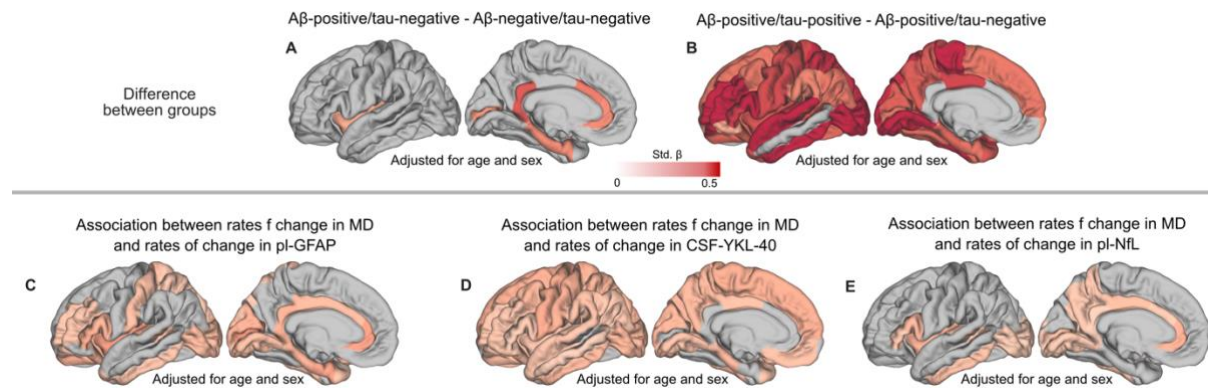 Aβ-positive/tau-negative - Aβ-negative/tau-negative
Aβ-positive/tau-positive - Aβ-positive/tau-negative
A
B
Difference
between groups
Adjusted for age and sex
Std. β
0
0.5
Adjusted for age and sex
Association between rates f change in MD
and rates of change in pl-GFAP
Association between rates f change in MD
and rates of change in CSF-YKL-40
Association between rates f change in MD
and rates of change in pl-NfL
C
D
E
Adjusted for age and sex
Adjusted for age and sex
Adjusted for age and sex